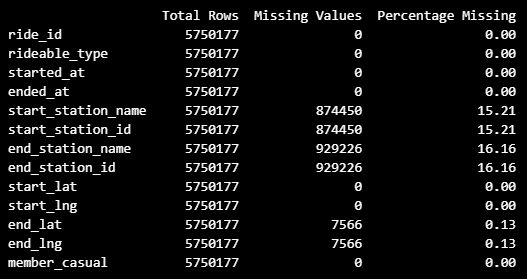 Total Rows  Missing Values  Percentage Missing
ride_id  5750177  0  0.00
rideable_type  5750177  0  0.00
started_at  5750177  0  0.00
ended_at  5750177  0  0.00
start_station_name  5750177  874450  15.21
start_station_id  5750177  874450  15.21
end_station_name  5750177  929226  16.16
end_station_id  5750177  929226  16.16
start_lat  5750177  0  0.00
start_lng  5750177  0  0.00
end_lat  5750177  7566  0.13
end_lng  5750177  7566  0.13
member_casual  5750177  0  0.00